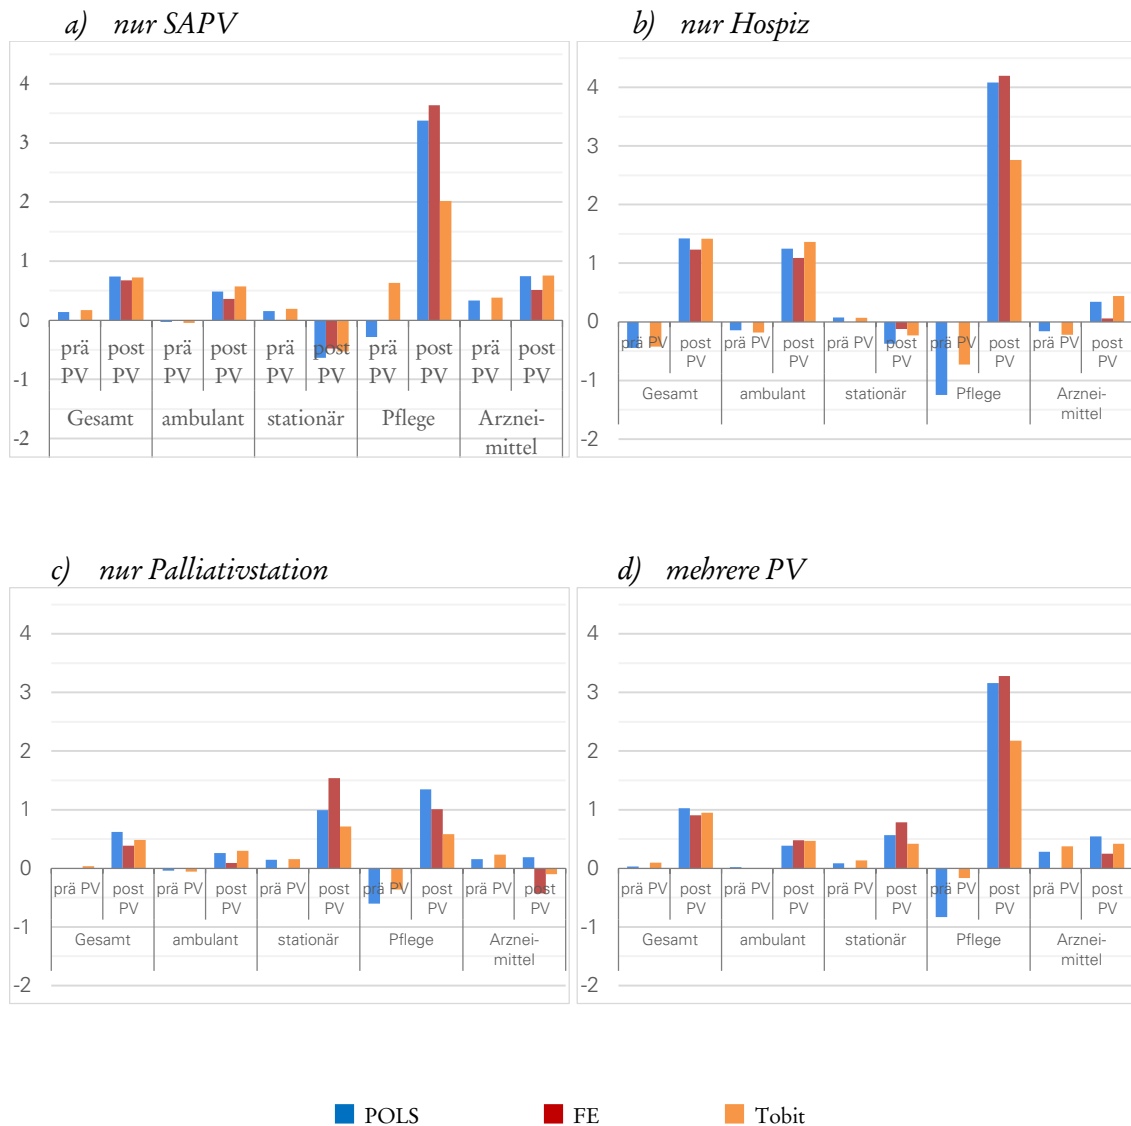 a) nur SAPV
4
3
2
1
0
-1
-2
prä PV
post PV
prä PV
post PV
prä PV
post PV
prä PV
post PV
prä PV
post PV
Gesamt
ambulant
stationär
Pflege
Arznei-
mittel
b) nur Hospiz
4
3
2
1
0
-1
-2
prä PV
post PV
prä PV
post PV
prä PV
post PV
prä PV
post PV
prä PV
post PV
Gesamt
ambulant
stationär
Pflege
Arznei-
mittel
c) nur Palliativstation
4
3
2
1
0
-1
-2
prä PV
post PV
prä PV
post PV
prä PV
post PV
prä PV
post PV
prä PV
post PV
Gesamt
ambulant
stationär
Pflege
Arznei-
mittel
d) mehrere PV
4
3
2
1
0
-1
-2
prä PV
post PV
prä PV
post PV
prä PV
post PV
prä PV
post PV
prä PV
post PV
Gesamt
ambulant
stationär
Pflege
Arznei-
mittel
POLS
FE
Tobit